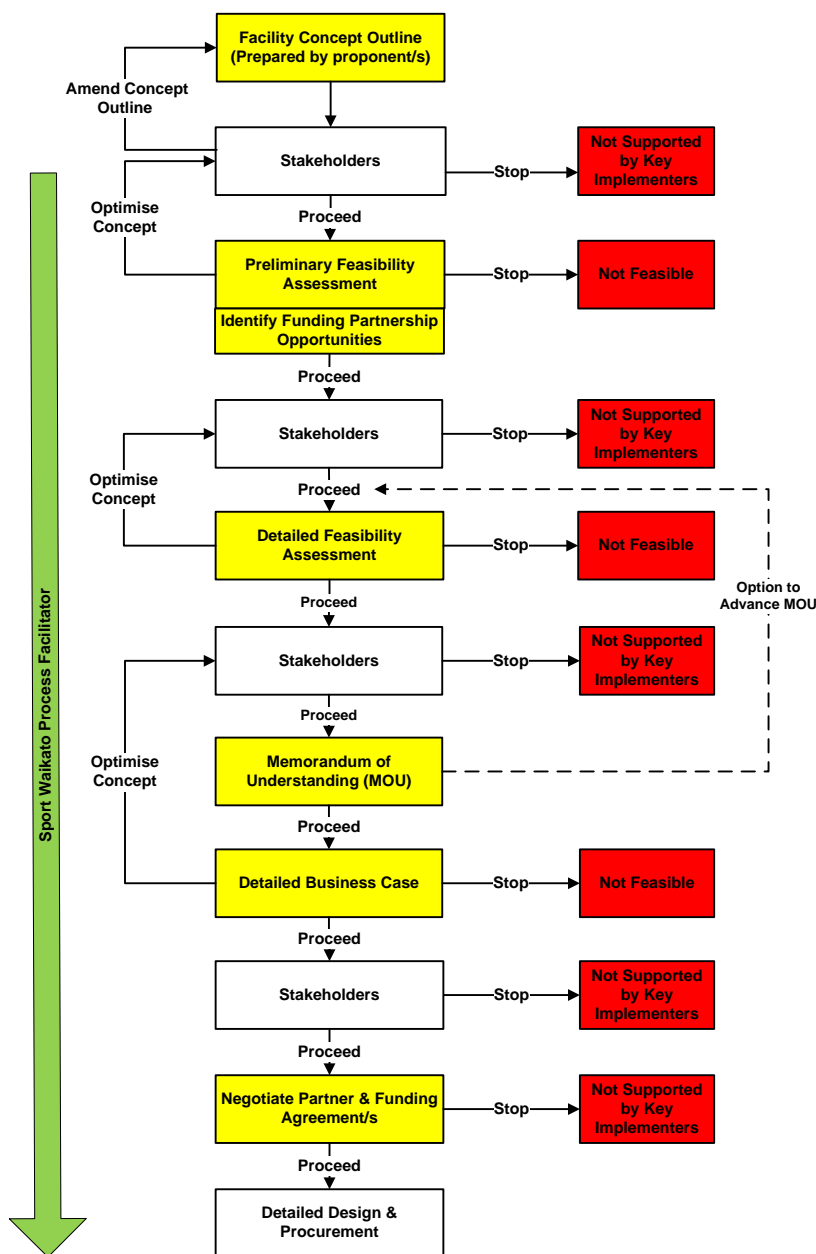 Facility Concept Outline
(Prepared by proponent/s)
Amend Concept
Outline
Stakeholders
Stop
Not Supported
by Key
Implementers
Optimise
Concept
Proceed
Preliminary Feasibility
Assessment
Stop
Not Feasible
Identify Funding Partnership
Opportunities
Proceed
Stakeholders
Stop
Not Supported
by Key
Implementers
Optimise
Concept
Proceed
Detailed Feasibility
Assessment
Stop
Not Feasible
Option to
Advance MOU
Proceed
Stakeholders
Stop
Not Supported
by Key
Implementers
Proceed
Optimise
Concept
Memorandum of
Understanding (MOU)
Proceed
Detailed Business Case
Stop
Not Feasible
Proceed
Stakeholders
Stop
Not Supported
by Key
Implementers
Proceed
Negotiate Partner & Funding
Agreement/s
Stop
Not Supported
by Key
Implementers
Proceed
Detailed Design &
Procurement
Sport Waikato Process Facilitator